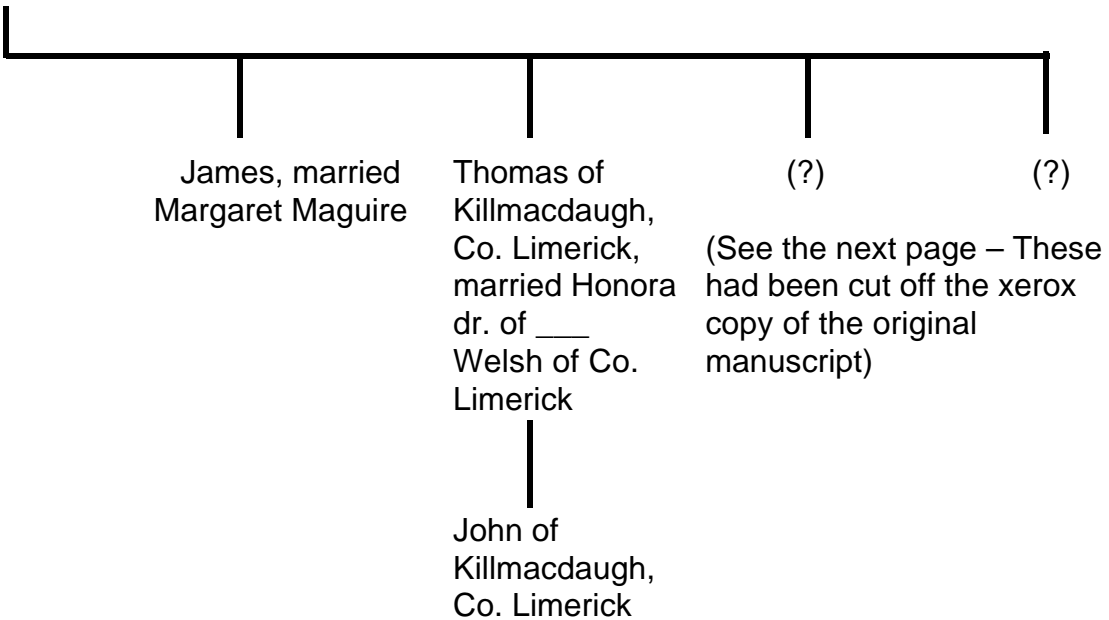 James, married
Margaret Maguire
Thomas of
Killmacdaugh,
Co. Limerick,
married Honora
dr. of ___
Welsh of Co.
Limerick
(?)
(?)
(See the next page – These
had been cut off the xerox
copy of the original
manuscript)
John of
Killmacdaugh,
Co. Limerick